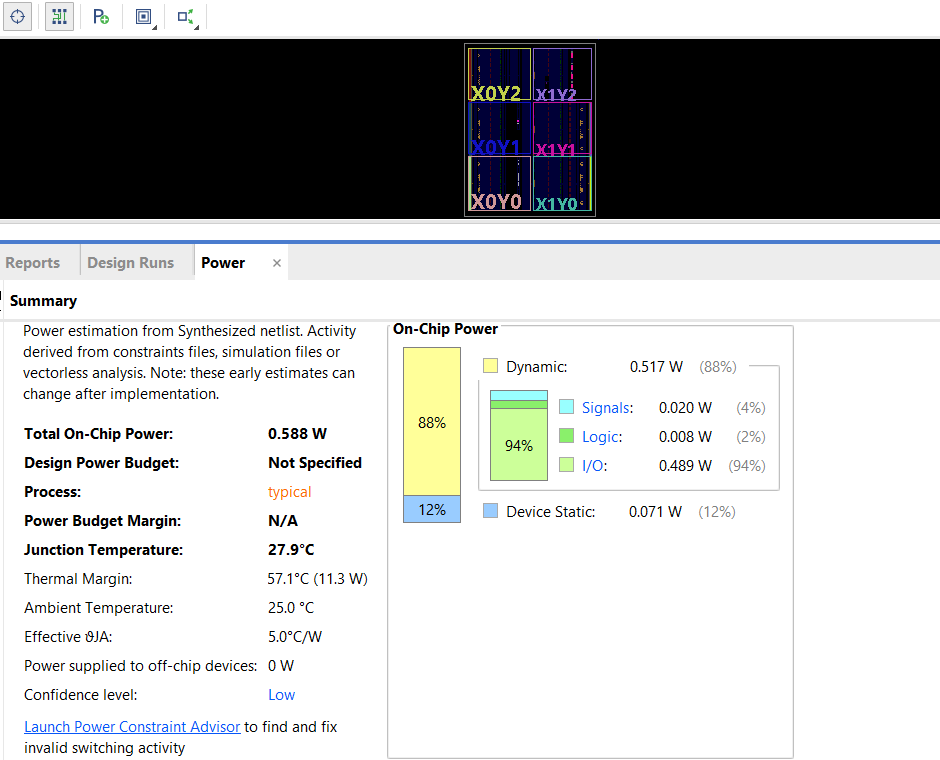 X0Y2 X1Y2
X0Y1 X1Y1
X0Y0 X1Y0
Reports Design Runs Power ×
Summary
Power estimation from Synthesized netlist. Activity
derived from constraints files, simulation files or
vectorless analysis. Note: these early estimates can
change after implementation.
Total On-Chip Power: 0.588 W
Design Power Budget: Not Specified
Process: typical
Power Budget Margin: N/A
Junction Temperature: 27.9°C
Thermal Margin: 57.1°C (11.3 W)
Ambient Temperature: 25.0 °C
Effective ϑJA: 5.0°C/W
Power supplied to off-chip devices: 0 W
Confidence level: Low
Launch Power Constraint Advisor to find and fix
invalid switching activity
On-Chip Power
88%
12%
Dynamic: 0.517 W (88%)
94%
Signals: 0.020 W (4%)
Logic: 0.008 W (2%)
I/O: 0.489 W (94%)
Device Static: 0.071 W (12%)